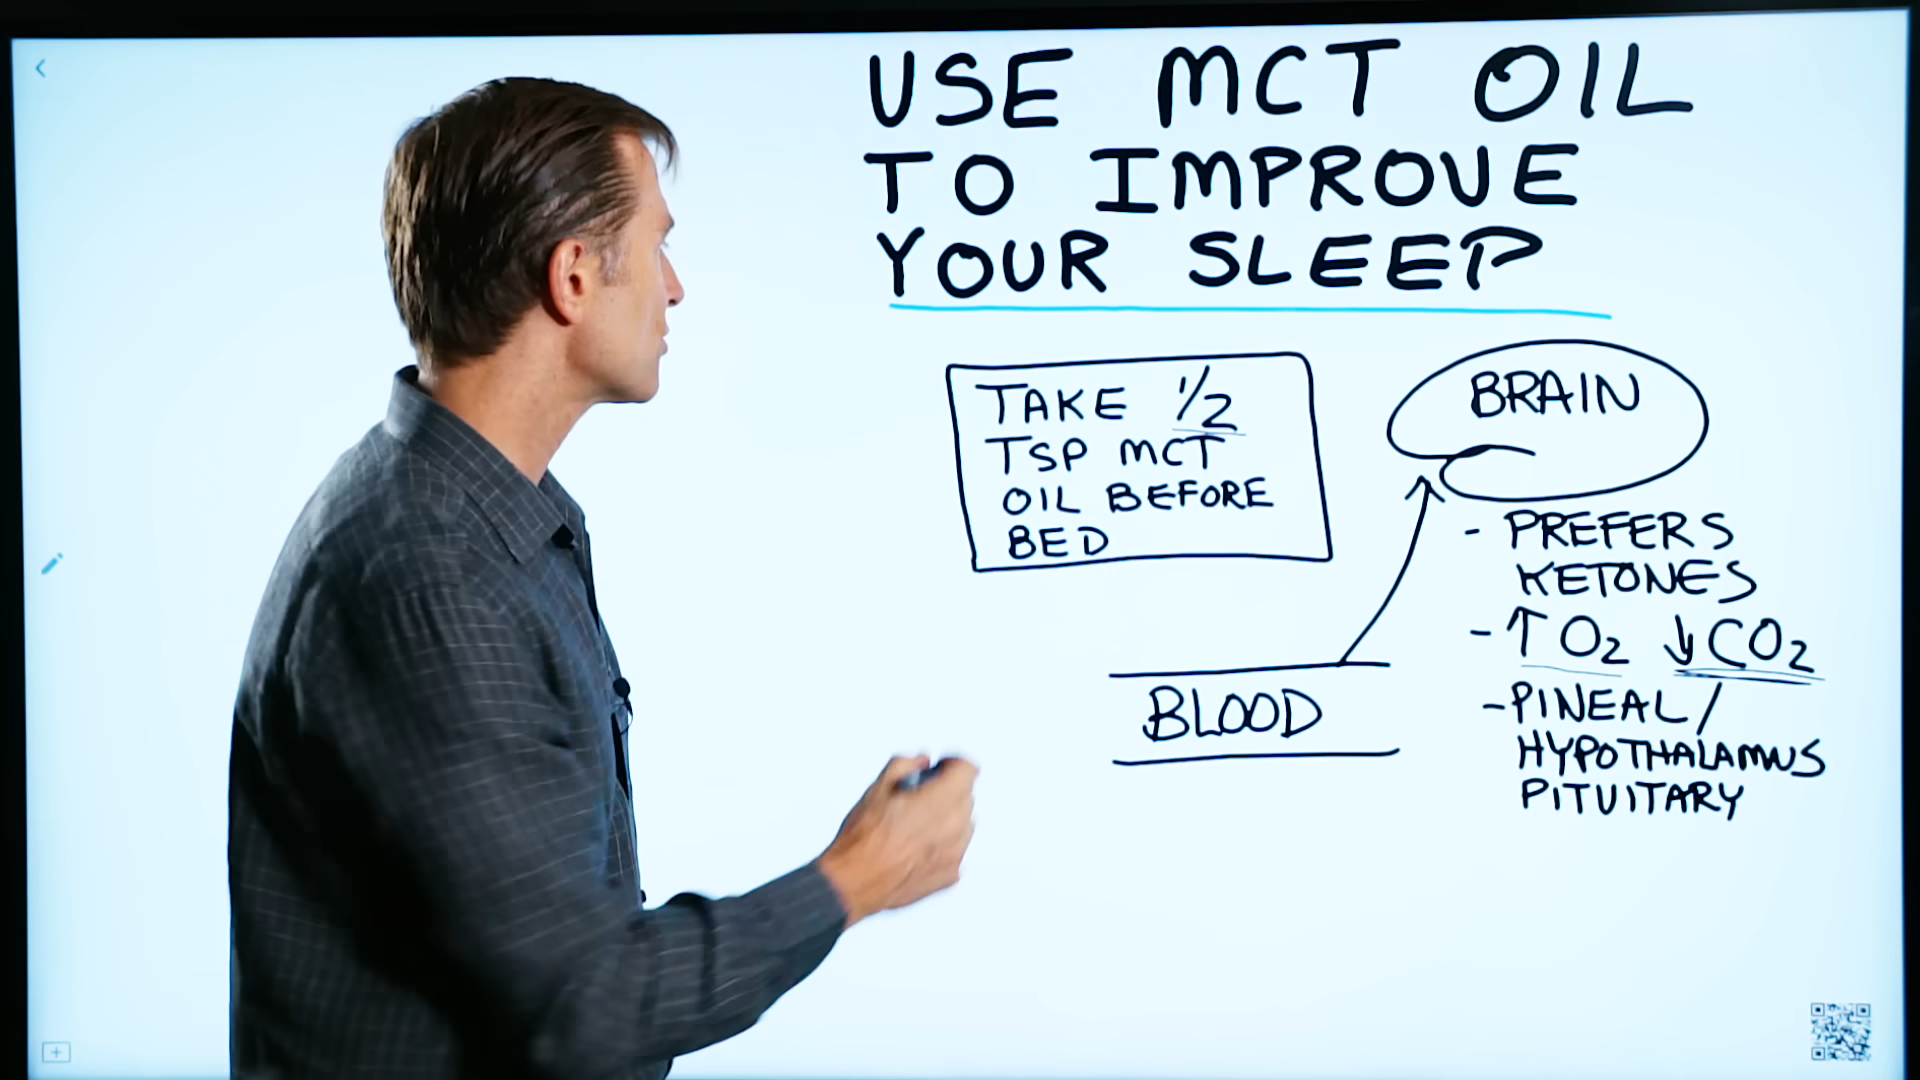 USE MCT OIL
TO IMPROVE
YOUR SLEEP
TAKE 1/2
TSP MCT
OIL BEFORE
BED
BRAIN
- PREFERS
KETONES
- ↑ O2 ↓ CO2
- PINEAL/
HYPOTHALAMUS
PITUITARY
BLOOD